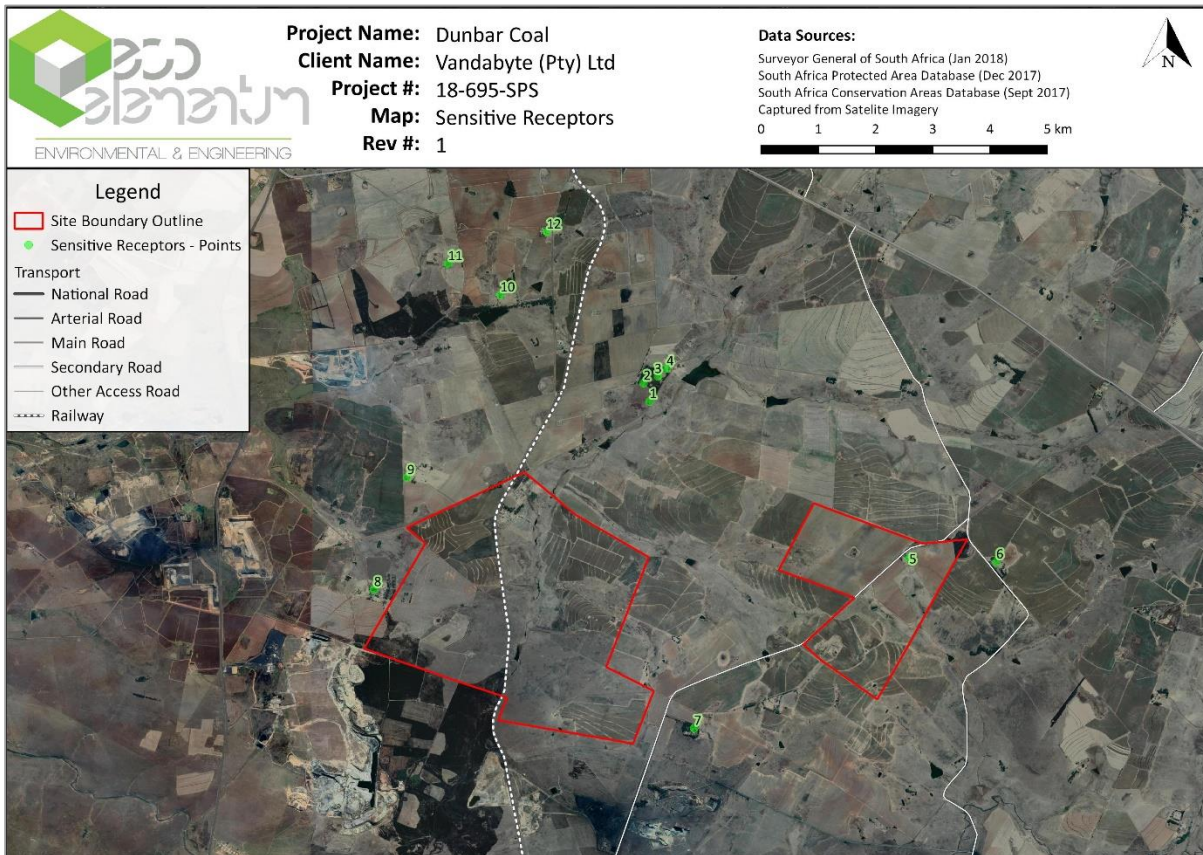 eco
elementum
ENVIRONMENTAL & ENGINEERING
Project Name: Dunbar Coal
Client Name: Vandabyte (Pty) Ltd
Project #: 18-695-SPS
Map: Sensitive Receptors
Rev #: 1
Data Sources:
Surveyor General of South Africa (Jan 2018)
South Africa Protected Area Database (Dec 2017)
South Africa Conservation Areas Database (Sept 2017)
Captured from Satelite Imagery
0 1 2 3 4 5 km
N
Legend
Site Boundary Outline
Sensitive Receptors - Points
Transport
National Road
Arterial Road
Main Road
Secondary Road
Other Access Road
Railway
12
11
10
4
3
2
1
9
5
6
8
7